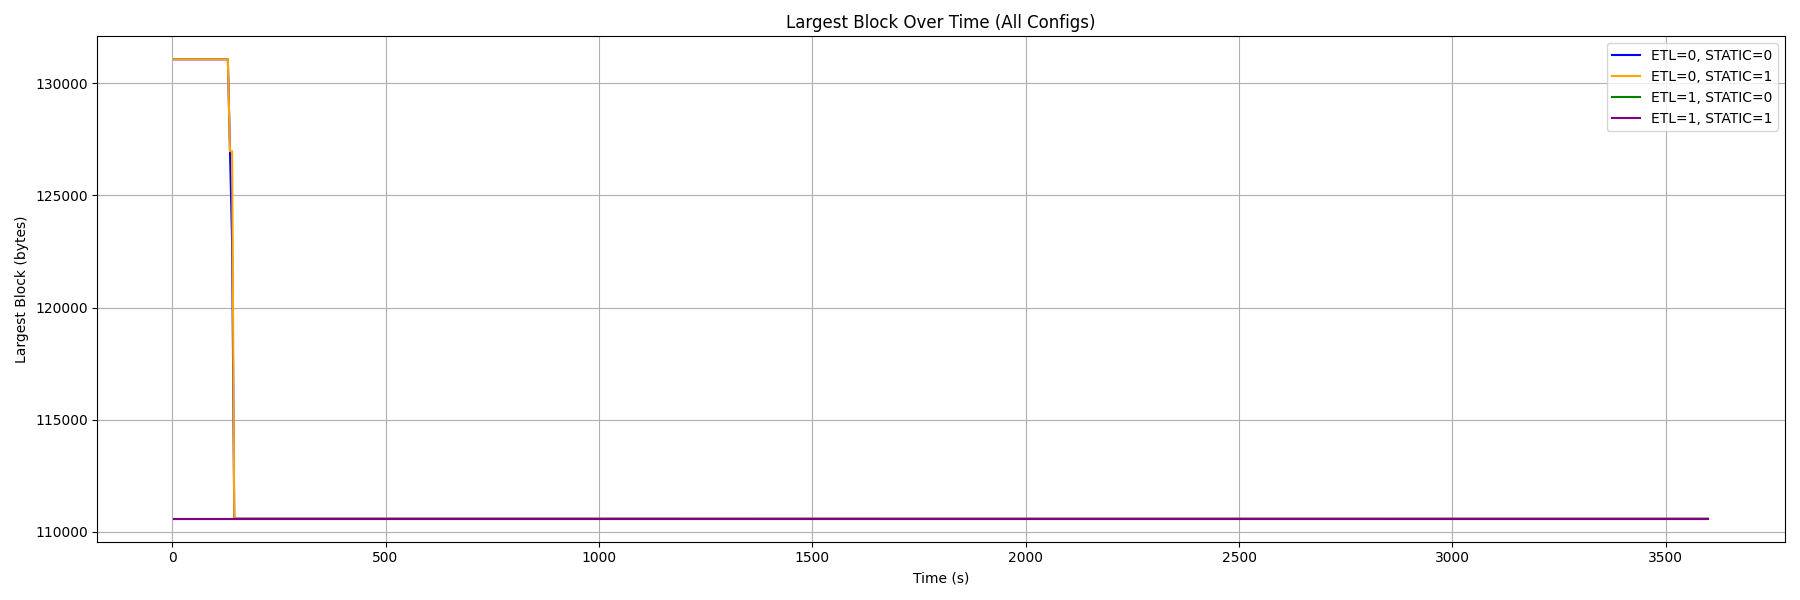 Largest Block Over Time (All Configs)
ETL=0, STATIC=0
ETL=0, STATIC=1
ETL=1, STATIC=0
ETL=1, STATIC=1
130000
125000
120000
115000
110000
Largest Block (bytes)
0 500 1000 1500 2000 2500 3000 3500
Time (s)